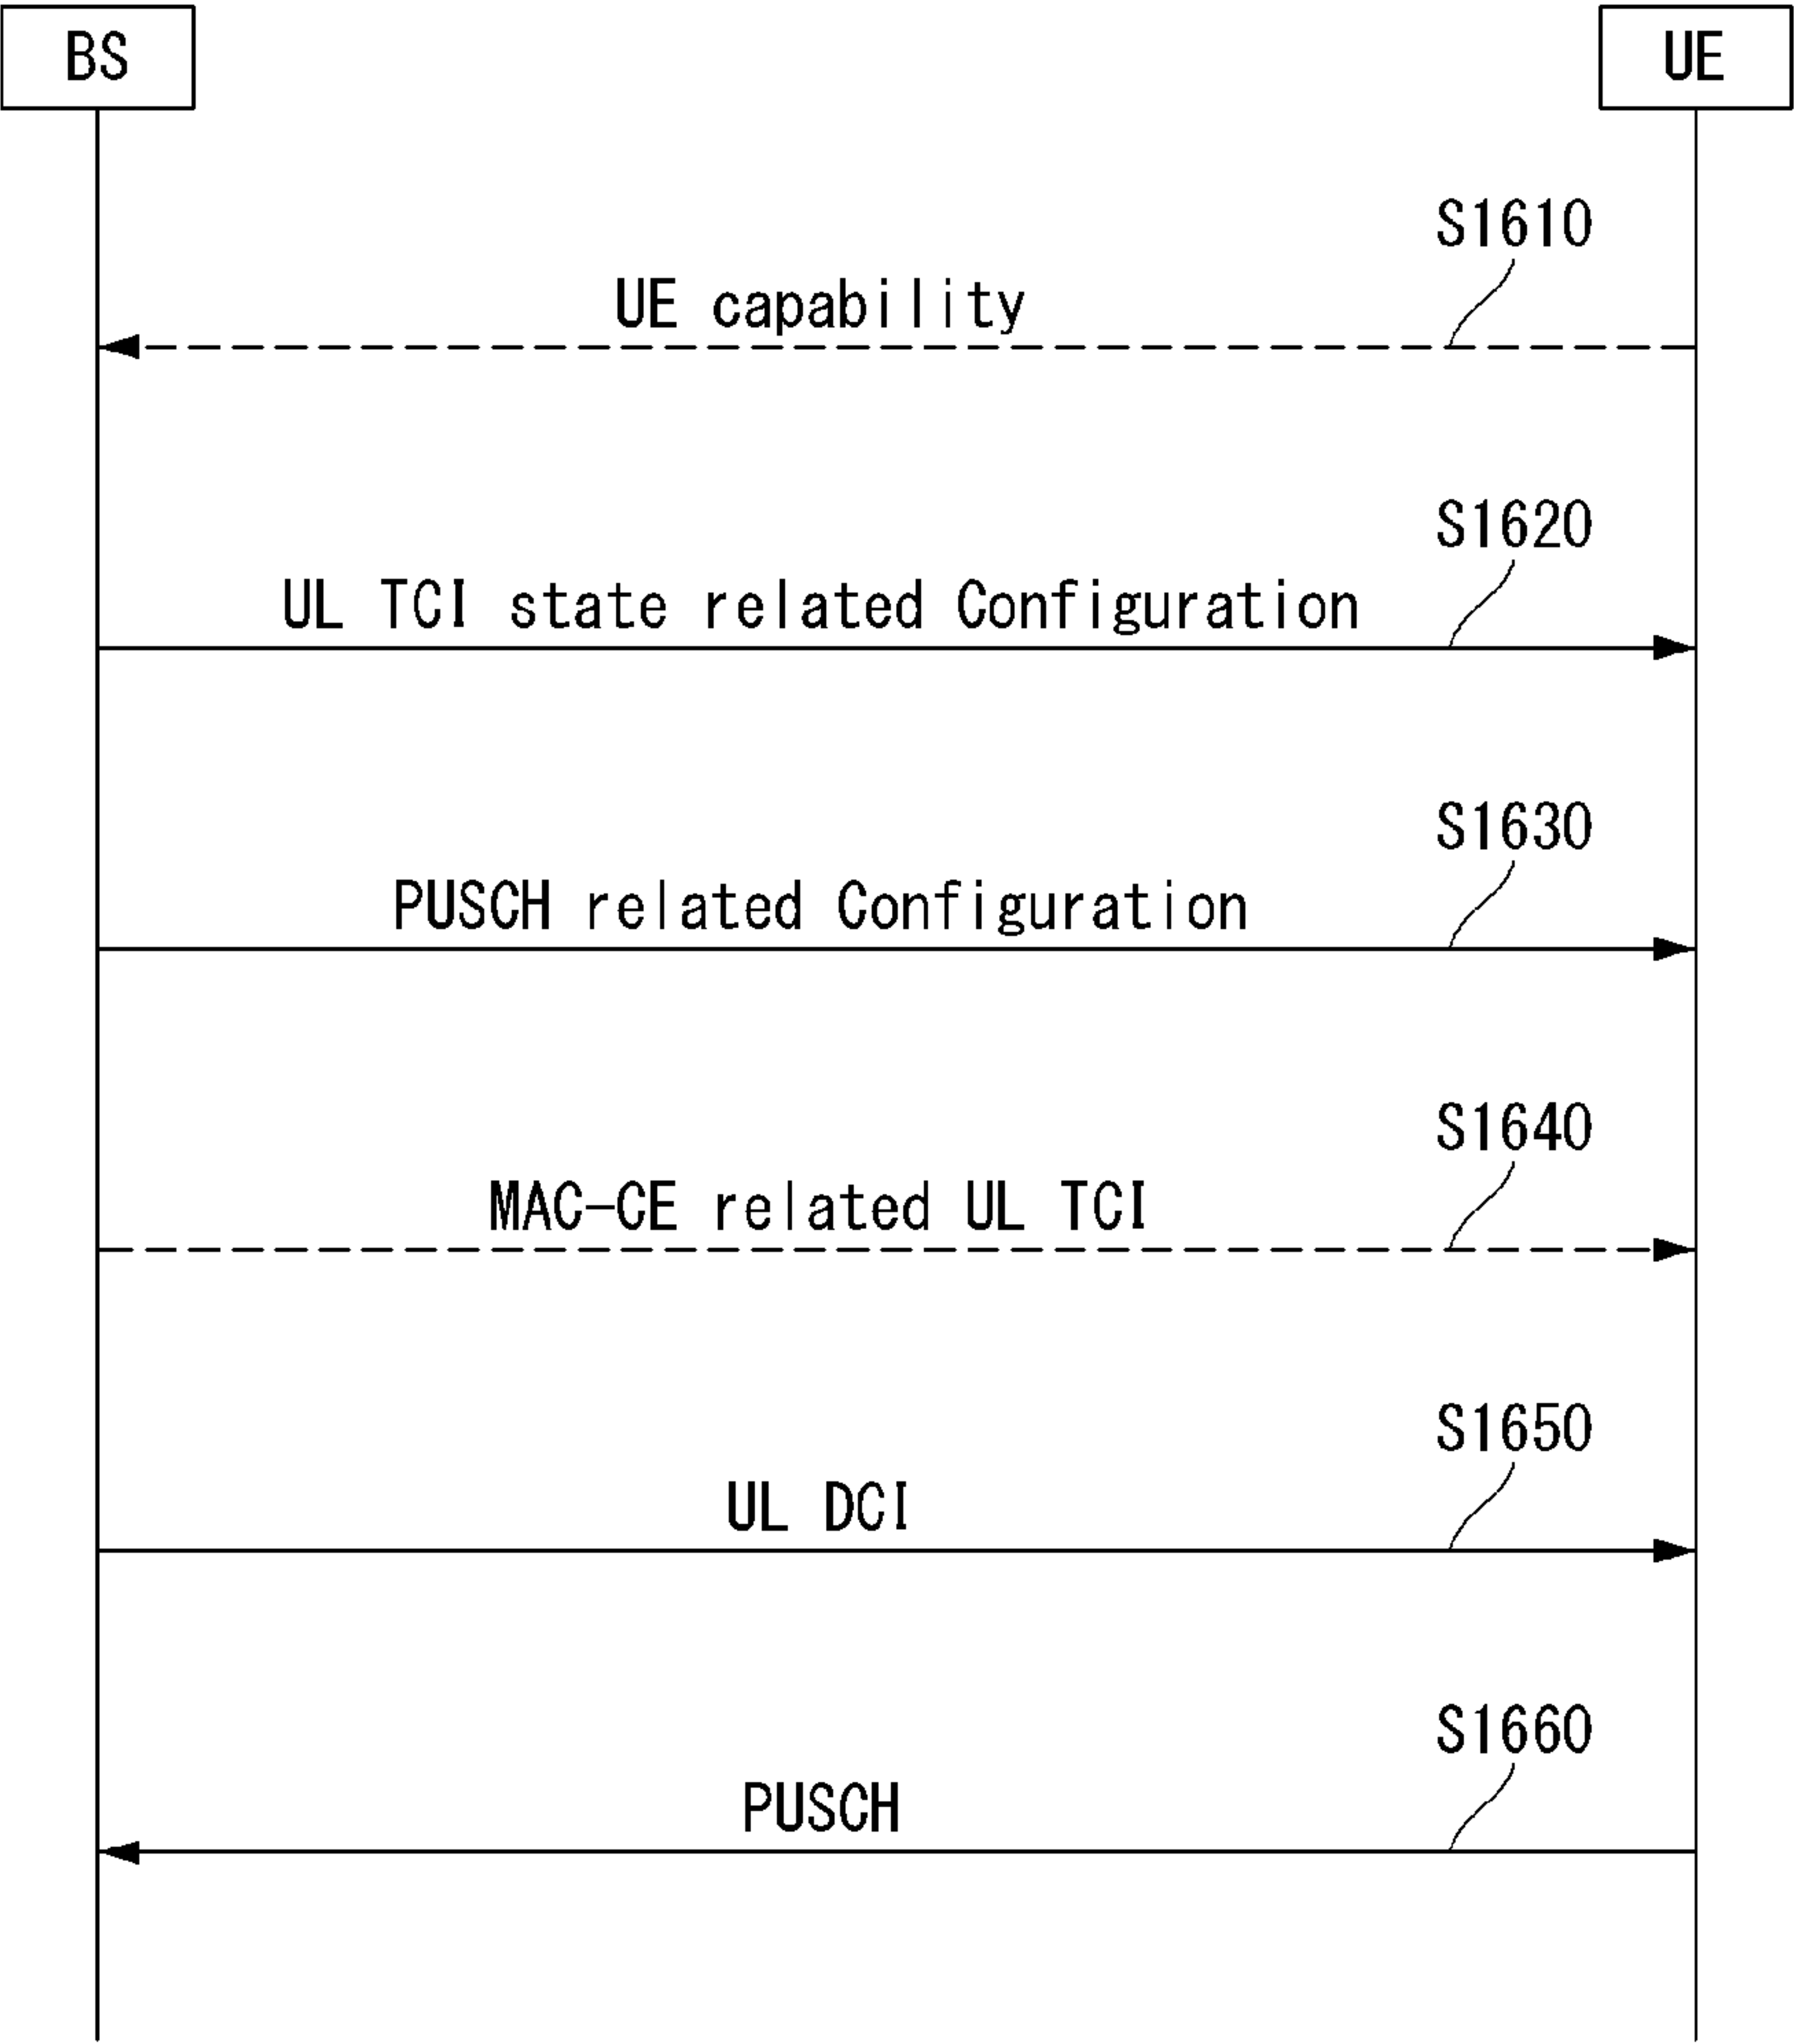 BS
UE
S1610
UE capability
S1620
UL TCI state related Configuration
S1630
PUSCH related Configuration
S1640
MAC-CE related UL TCI
S1650
UL DCI
S1660
PUSCH